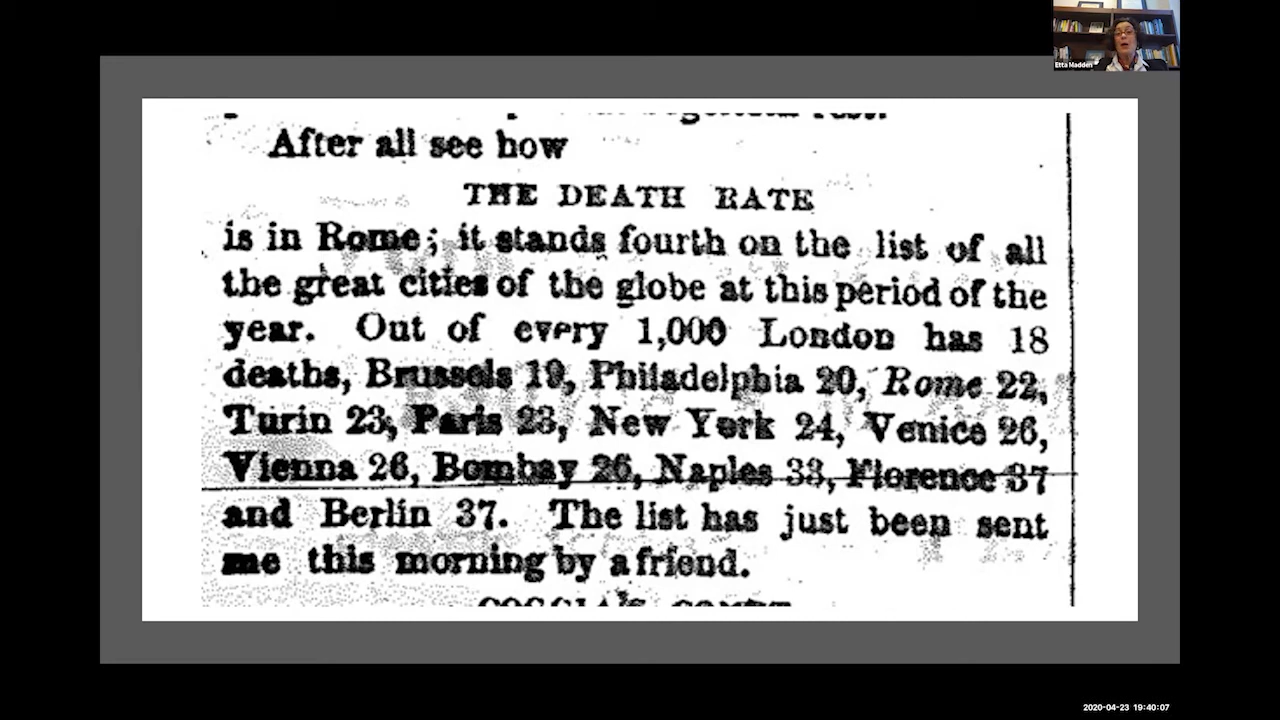 Etta Madden
After all see how
THE DEATH RATE
is in Rome; it stands fourth on the list of all
the great cities of the globe at this period of the
year. Out of every 1,000 London has 18
deaths, Brussels 19, Philadelphia 20, Rome 22,
Turin 23, Paris 23, New York 24, Venice 26,
Vienna 26, Bombay 26, Naples 33, Florence 37
and Berlin 37. The list has just been sent
me this morning by a friend.
COGGIA'S COMET
2020-04-23 19:40:07